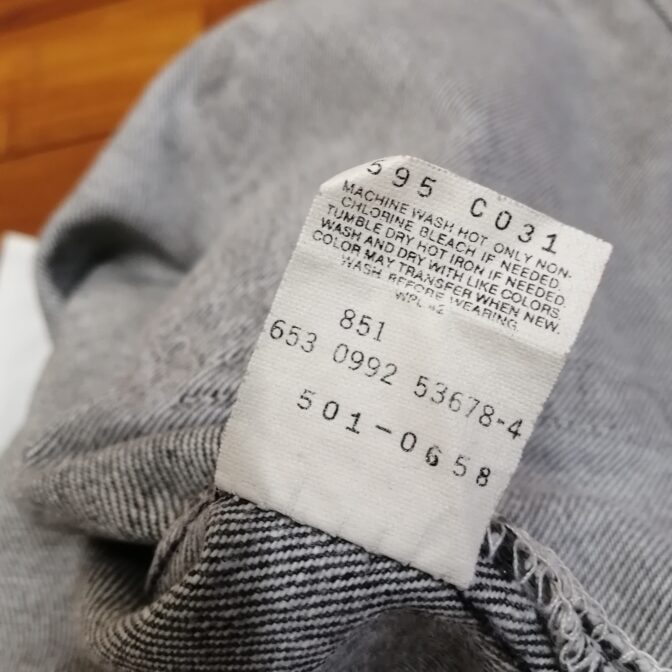 595 C031
MACHINE WASH HOT. ONLY NON-
CHLORINE BLEACH IF NEEDED.
TUMBLE DRY HOT IRON IF NEEDED.
WASH AND DRY WITH LIKE COLORS.
COLOR MAY TRANSFER WHEN NEW.
WASH BEFORE WEARING.
WPL 42
851
653 0992 53678-4
501-0658